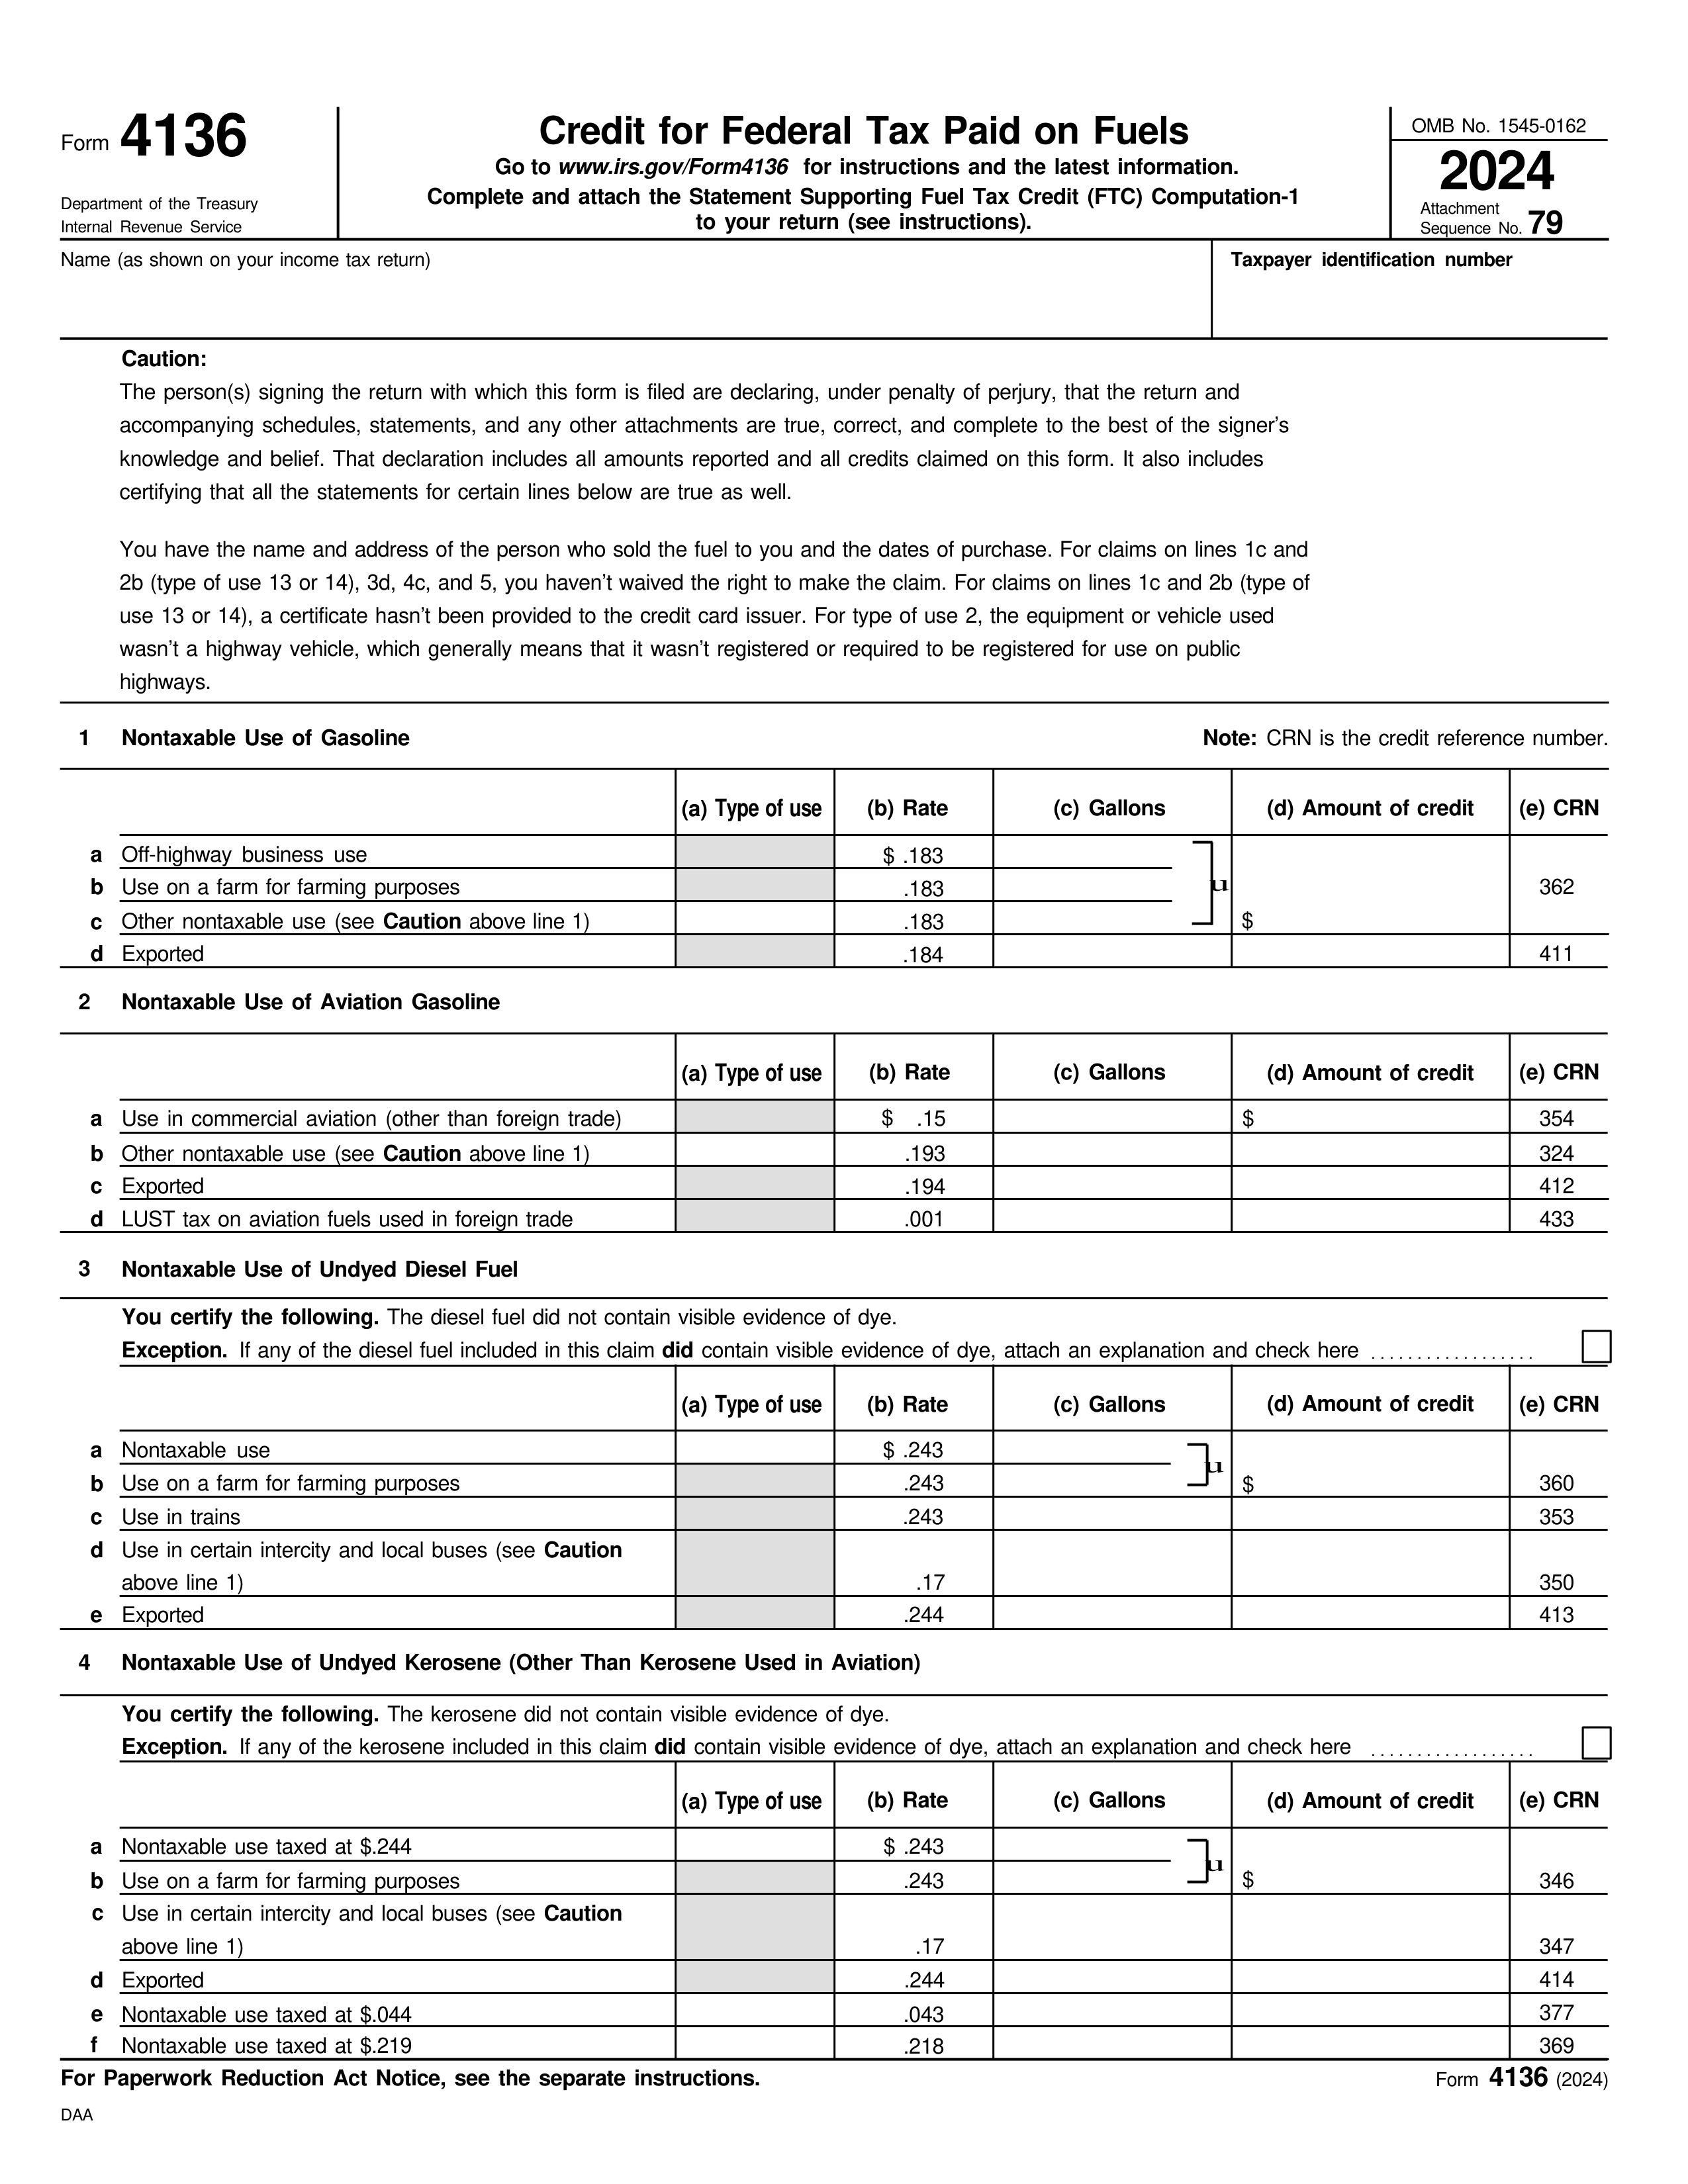 Form 4136
Department of the Treasury
Internal Revenue Service
Credit for Federal Tax Paid on Fuels
Go to www.irs.gov/Form4136 for instructions and the latest information.
Complete and attach the Statement Supporting Fuel Tax Credit (FTC) Computation-1
to your return (see instructions).
OMB No. 1545-0162
2024
Attachment
Sequence No. 79
Name (as shown on your income tax return)
Taxpayer identification number
Caution:
The person(s) signing the return with which this form is filed are declaring, under penalty of perjury, that the return and
accompanying schedules, statements, and any other attachments are true, correct, and complete to the best of the signer's
knowledge and belief. That declaration includes all amounts reported and all credits claimed on this form. It also includes
certifying that all the statements for certain lines below are true as well.
You have the name and address of the person who sold the fuel to you and the dates of purchase. For claims on lines 1c and
2b (type of use 13 or 14), 3d, 4c, and 5, you haven't waived the right to make the claim. For claims on lines 1c and 2b (type of
use 13 or 14), a certificate hasn't been provided to the credit card issuer. For type of use 2, the equipment or vehicle used
wasn't a highway vehicle, which generally means that it wasn't registered or required to be registered for use on public
highways.
1 Nontaxable Use of Gasoline Note: CRN is the credit reference number.
(a) Type of use (b) Rate (c) Gallons (d) Amount of credit (e) CRN
a Off-highway business use $ .183
b Use on a farm for farming purposes .183 u 362
c Other nontaxable use (see Caution above line 1) .183 $
d Exported .184 411
2 Nontaxable Use of Aviation Gasoline
(a) Type of use (b) Rate (c) Gallons (d) Amount of credit (e) CRN
a Use in commercial aviation (other than foreign trade) $ .15 $ 354
b Other nontaxable use (see Caution above line 1) .193 324
c Exported .194 412
d LUST tax on aviation fuels used in foreign trade .001 433
3 Nontaxable Use of Undyed Diesel Fuel
You certify the following. The diesel fuel did not contain visible evidence of dye.
Exception. If any of the diesel fuel included in this claim did contain visible evidence of dye, attach an explanation and check here ..................
(a) Type of use (b) Rate (c) Gallons (d) Amount of credit (e) CRN
a Nontaxable use $ .243 u
b Use on a farm for farming purposes .243 $ 360
c Use in trains .243 353
d Use in certain intercity and local buses (see Caution
above line 1) .17 350
e Exported .244 413
4 Nontaxable Use of Undyed Kerosene (Other Than Kerosene Used in Aviation)
You certify the following. The kerosene did not contain visible evidence of dye.
Exception. If any of the kerosene included in this claim did contain visible evidence of dye, attach an explanation and check here ..................
(a) Type of use (b) Rate (c) Gallons (d) Amount of credit (e) CRN
a Nontaxable use taxed at $.244 $ .243 u
b Use on a farm for farming purposes .243 $ 346
c Use in certain intercity and local buses (see Caution
above line 1) .17 347
d Exported .244 414
e Nontaxable use taxed at $.044 .043 377
f Nontaxable use taxed at $.219 .218 369
For Paperwork Reduction Act Notice, see the separate instructions. Form 4136 (2024)
DAA